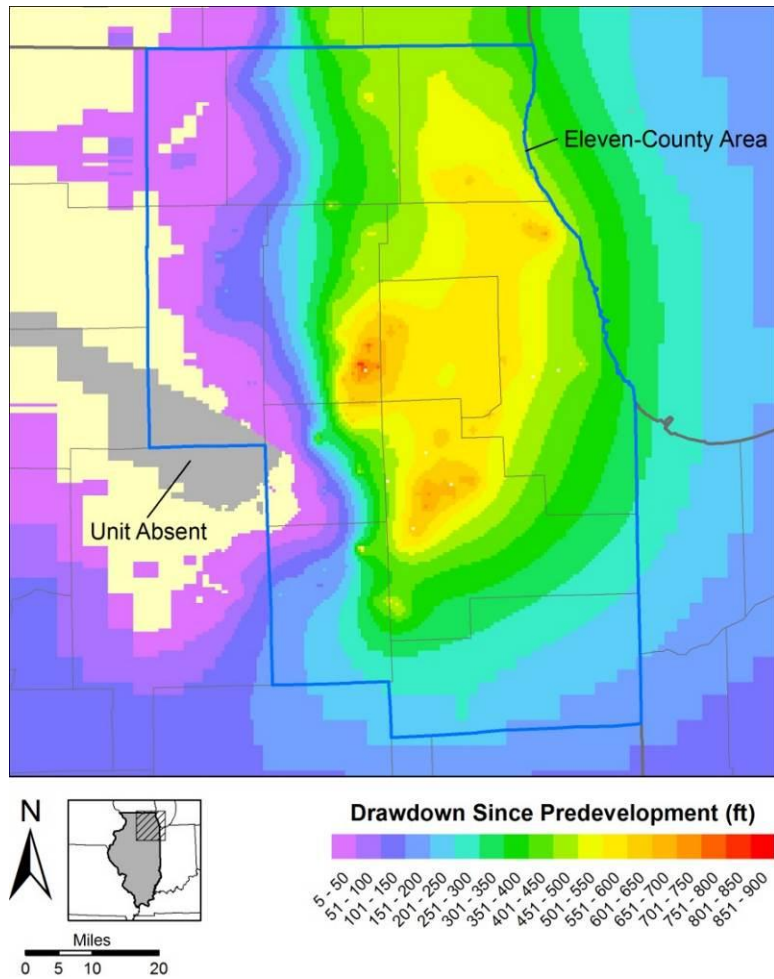 Eleven-County Area
Unit Absent
N
Miles
0 5 10 20
Drawdown Since Predevelopment (ft)
5 - 50
51 - 100
101 - 150
151 - 200
201 - 250
251 - 300
301 - 350
351 - 400
401 - 450
451 - 500
501 - 550
551 - 600
601 - 650
651 - 700
701 - 750
751 - 800
801 - 850
851 - 900